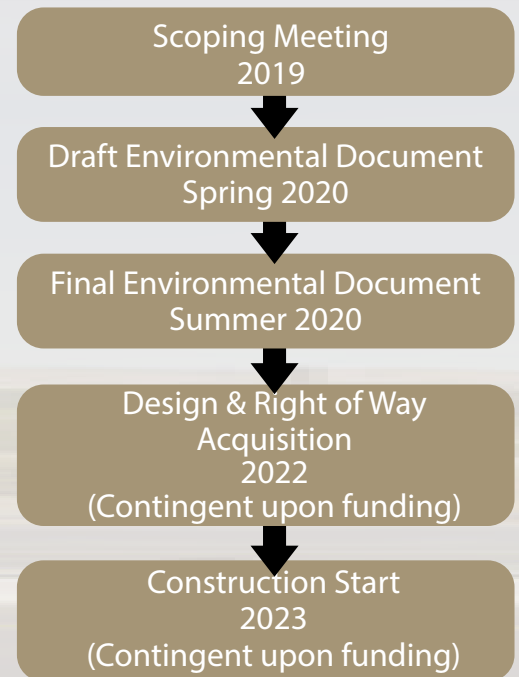 Scoping Meeting
2019
Draft Environmental Document
Spring 2020
Final Environmental Document
Summer 2020
Design & Right of Way
Acquisition
2022
(Contingent upon funding)
Construction Start
2023
(Contingent upon funding)